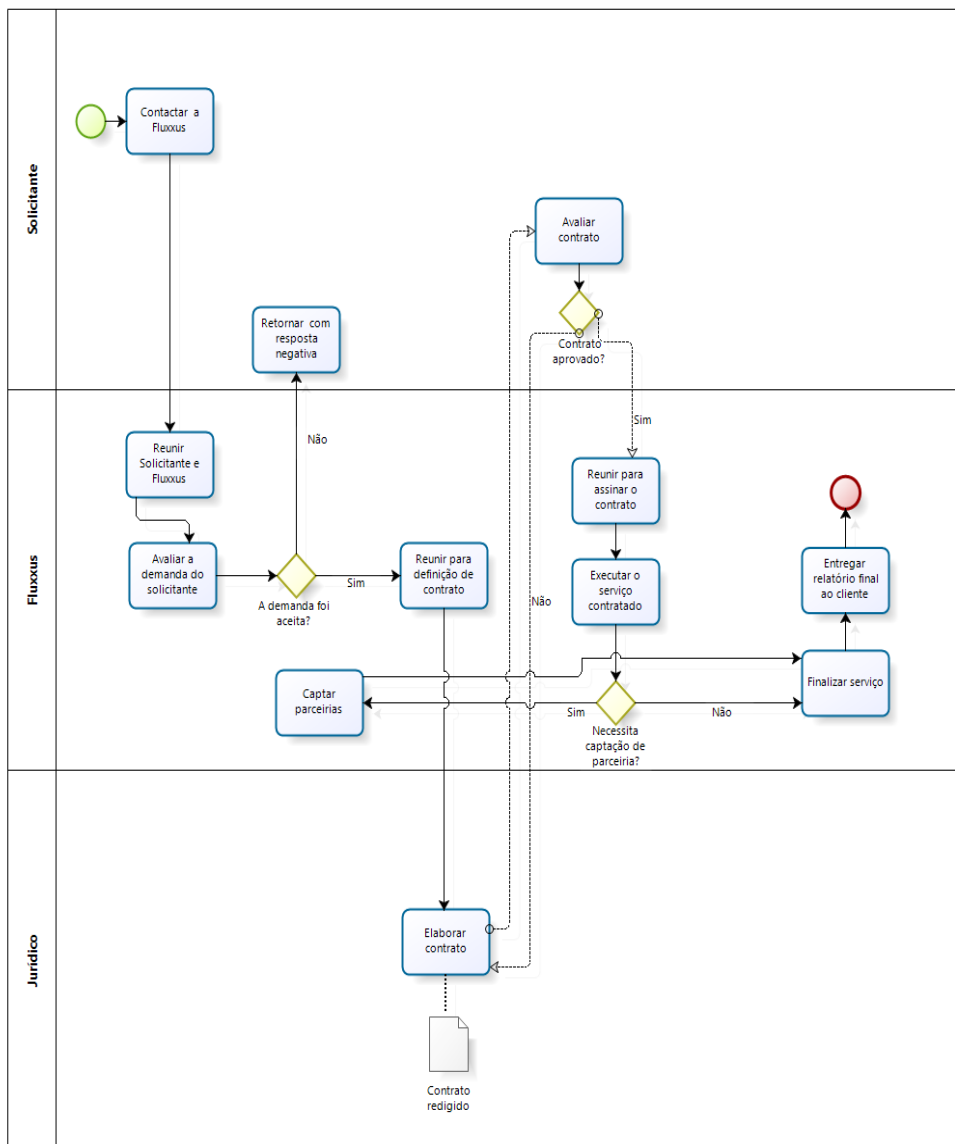 Solicitante
Contactar a
Fluxxus
Avaliar
contrato
Contrato
aprovado?
Retornar com
resposta
negativa
Não
Sim
Fluxxus
Reunir
Solicitante e
Fluxxus
Avaliar a
demanda do
solicitante
A demanda foi
aceita?
Sim
Reunir para
definição de
contrato
Não
Reunir para
assinar o
contrato
Executar o
serviço
contratado
Necessita
captação de
parceria?
Sim
Não
Captar
parceirias
Finalizar serviço
Entregar
relatório final
ao cliente
Jurídico
Elaborar
contrato
Contrato
redigido